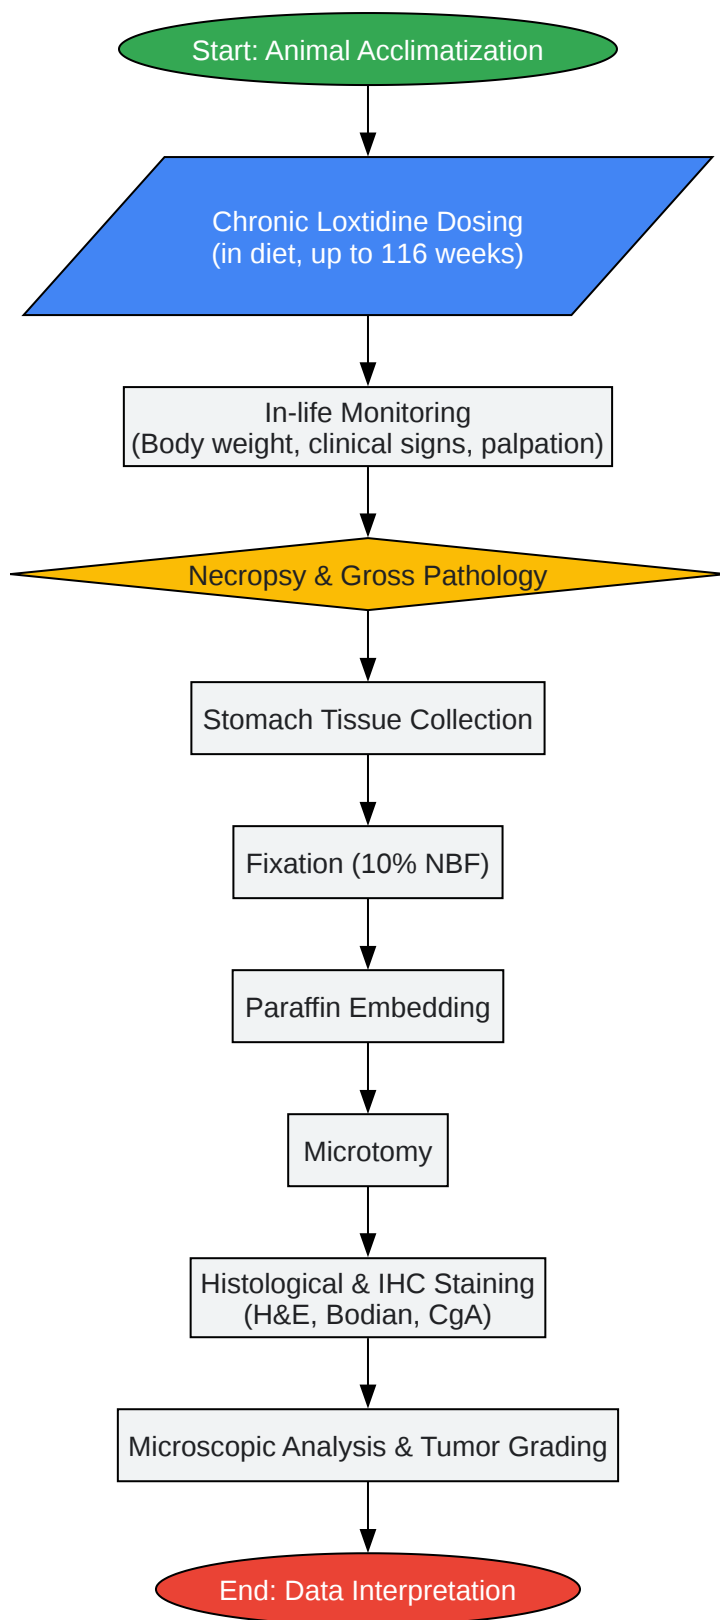 Start: Animal Acclimatization
Chronic Loxtidine Dosing
(in diet, up to 116 weeks)
In-life Monitoring
(Body weight, clinical signs, palpation)
Necropsy & Gross Pathology
Stomach Tissue Collection
Fixation (10% NBF)
Paraffin Embedding
Microtomy
Histological & IHC Staining
(H&E, Bodian, CgA)
Microscopic Analysis & Tumor Grading
End: Data Interpretation